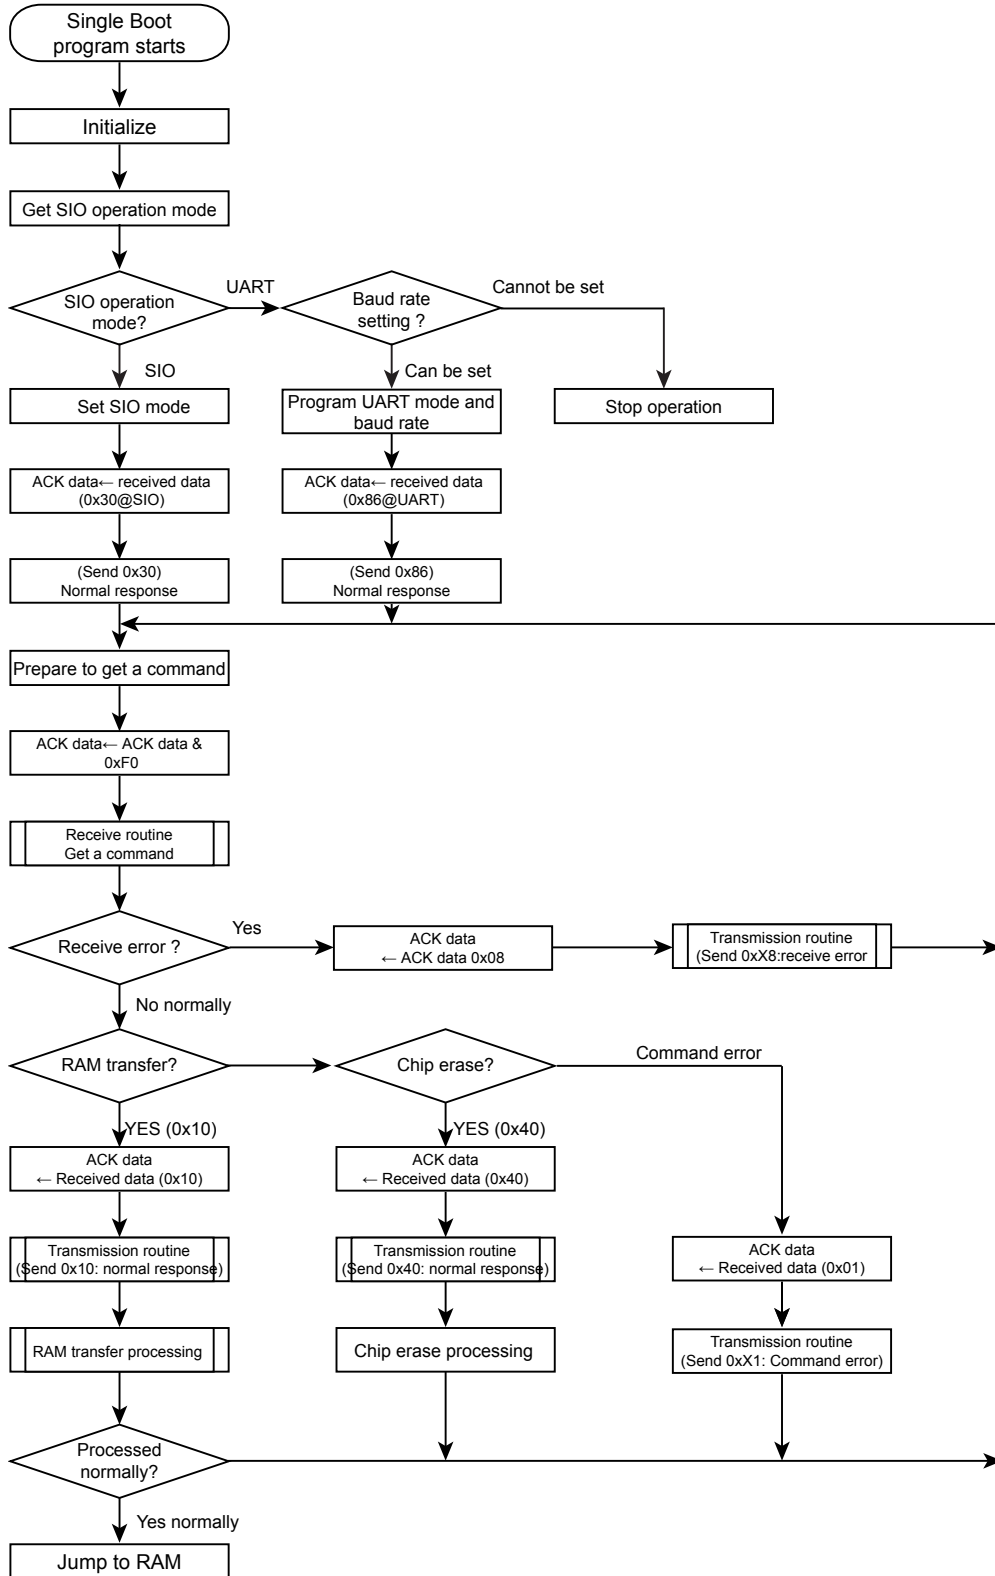 Single Boot
program starts
Initialize
Get SIO operation mode
SIO operation
mode?
UART
Baud rate
setting ?
Cannot be set
SIO
Can be set
Set SIO mode
Program UART mode and
baud rate
Stop operation
ACK data← received data
(0x30@SIO)
ACK data← received data
(0x86@UART)
(Send 0x30)
Normal response
(Send 0x86)
Normal response
Prepare to get a command
ACK data← ACK data &
0xF0
Receive routine
Get a command
Receive error ?
Yes
ACK data
← ACK data 0x08
Transmission routine
(Send 0xX8:receive error
No normally
RAM transfer?
Chip erase?
Command error
YES (0x10)
YES (0x40)
ACK data
← Received data (0x10)
ACK data
← Received data (0x40)
Transmission routine
(Send 0x10: normal response)
Transmission routine
(Send 0x40: normal response)
ACK data
← Received data (0x01)
RAM transfer processing
Chip erase processing
Transmission routine
(Send 0xX1: Command error)
Processed
normally?
Yes normally
Jump to RAM